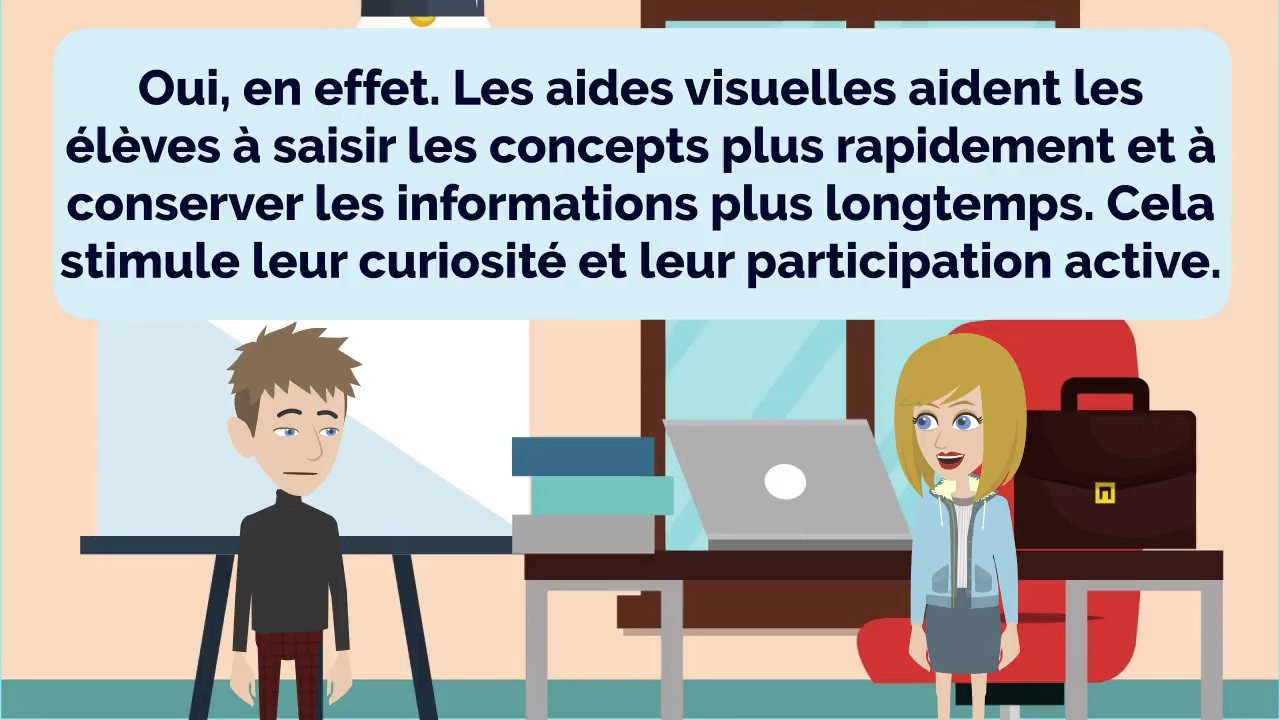 Oui, en effet. Les aides visuelles aident les
élèves à saisir les concepts plus rapidement et à
conserver les informations plus longtemps. Cela
stimule leur curiosité et leur participation active.